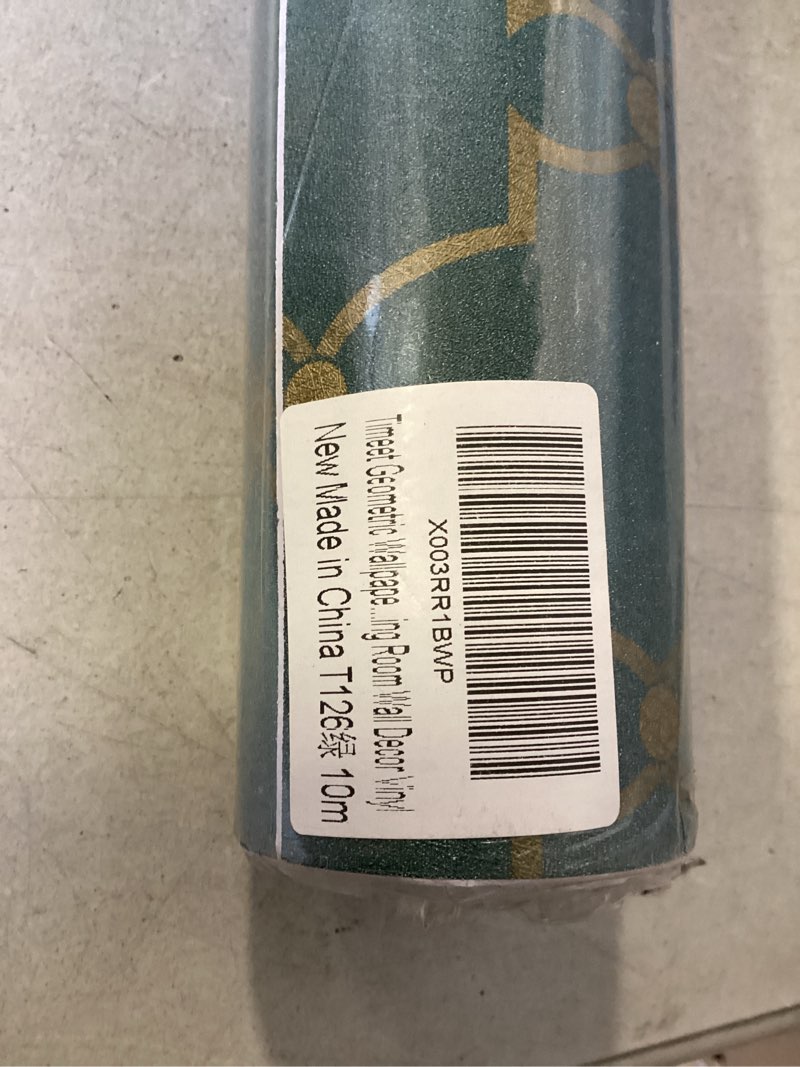 X003RR1BWP
Timeet Geometric Wallpape...ing Room Wall Decor Vinyl
New Made in China T126绿 10m